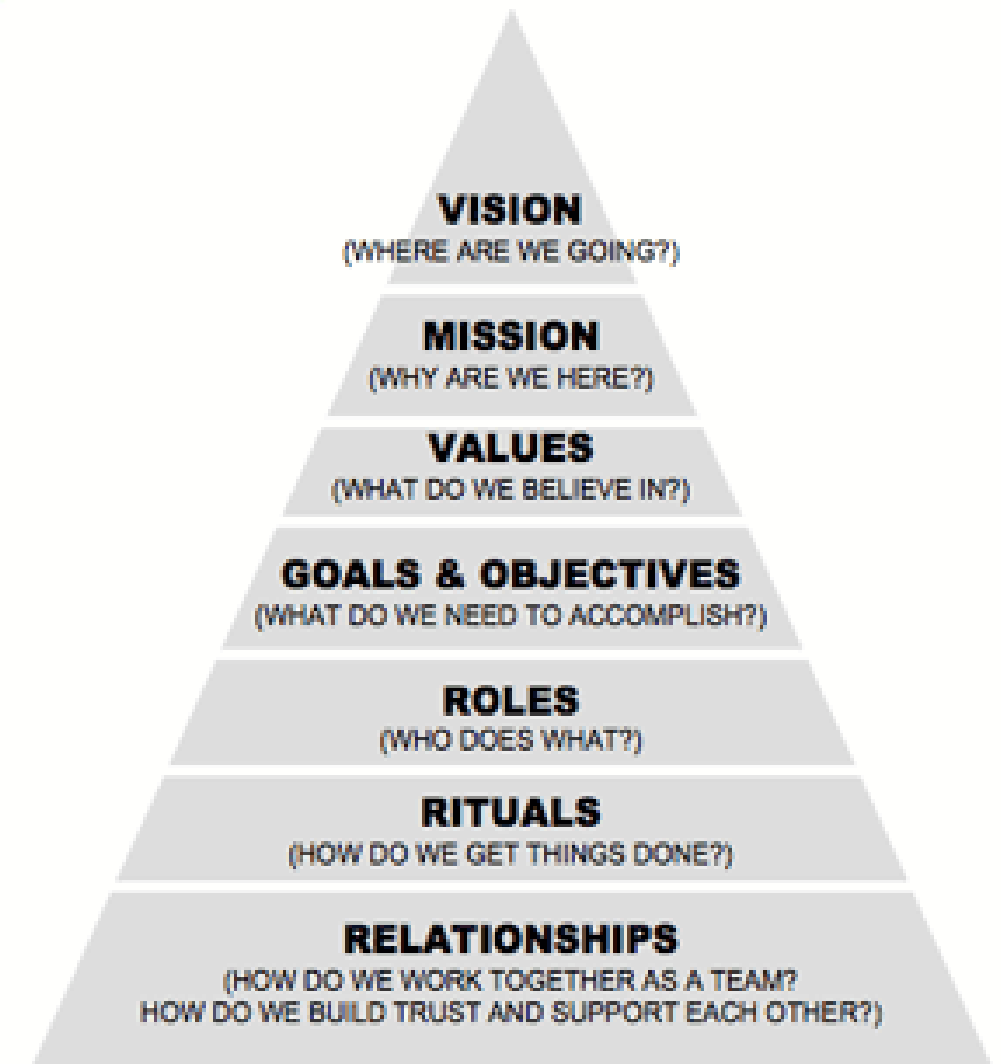 VISION
(WHERE ARE WE GOING?)
MISSION
(WHY ARE WE HERE?)
VALUES
(WHAT DO WE BELIEVE IN?)
GOALS & OBJECTIVES
(WHAT DO WE NEED TO ACCOMPLISH?)
ROLES
(WHO DOES WHAT?)
RITUALS
(HOW DO WE GET THINGS DONE?)
RELATIONSHIPS
(HOW DO WE WORK TOGETHER AS A TEAM?
HOW DO WE BUILD TRUST AND SUPPORT EACH OTHER?)